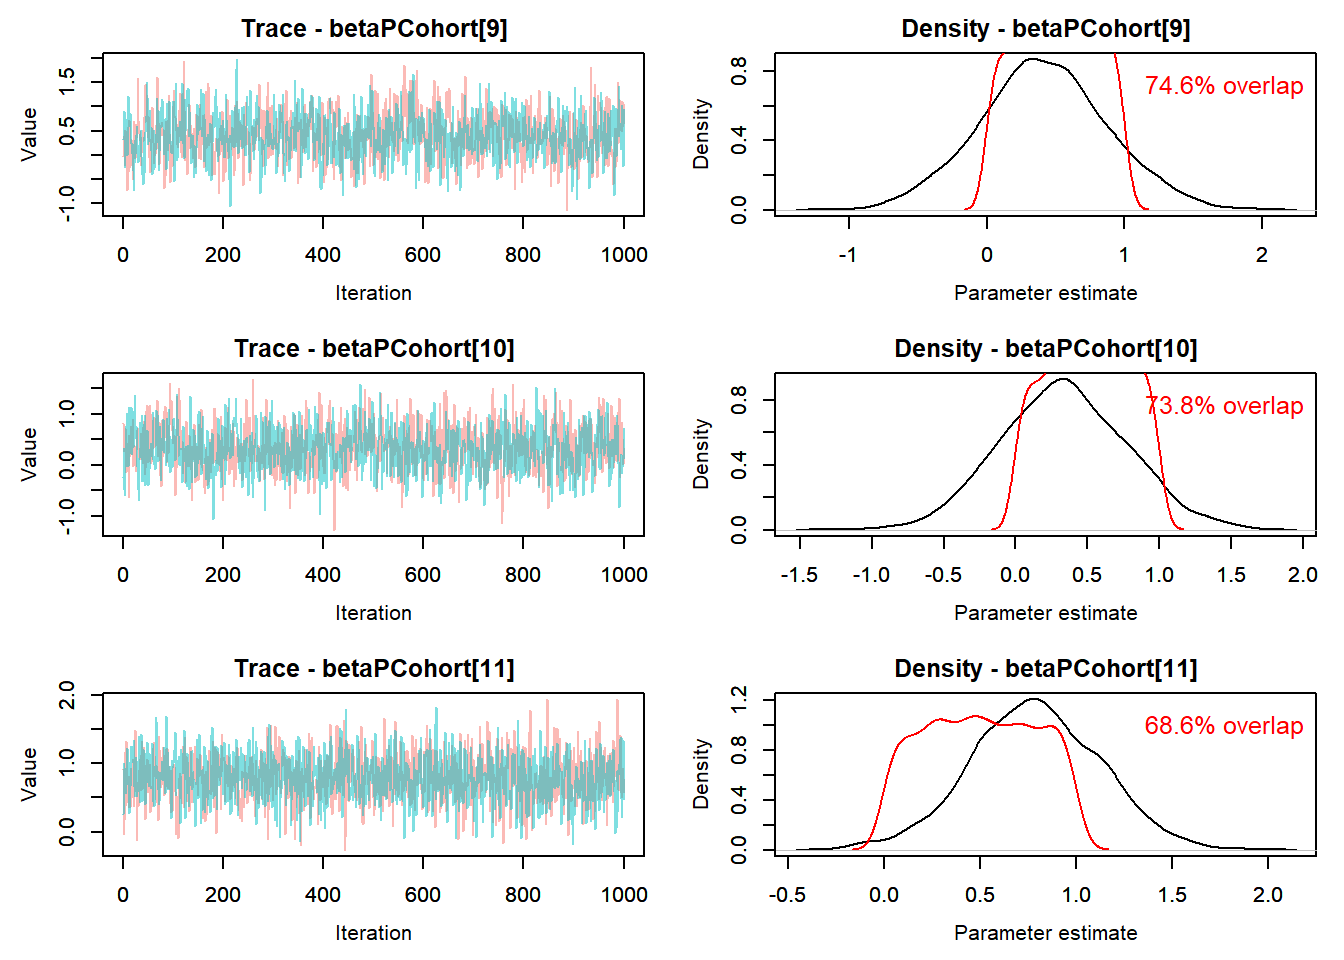 Trace - betaPCohort[9]
Value
-1.0 0.5 1.5
0 200 400 600 800 1000
Iteration
Density - betaPCohort[9]
Density
0.0 0.4 0.8
74.6% overlap
-1 0 1 2
Parameter estimate
Trace - betaPCohort[10]
Value
-1.0 0.0 1.0
0 200 400 600 800 1000
Iteration
Density - betaPCohort[10]
Density
0.0 0.4 0.8
73.8% overlap
-1.5 -1.0 -0.5 0.0 0.5 1.0 1.5 2.0
Parameter estimate
Trace - betaPCohort[11]
Value
0.0 1.0 2.0
0 200 400 600 800 1000
Iteration
Density - betaPCohort[11]
Density
0.0 0.4 0.8 1.2
68.6% overlap
-0.5 0.0 0.5 1.0 1.5 2.0
Parameter estimate